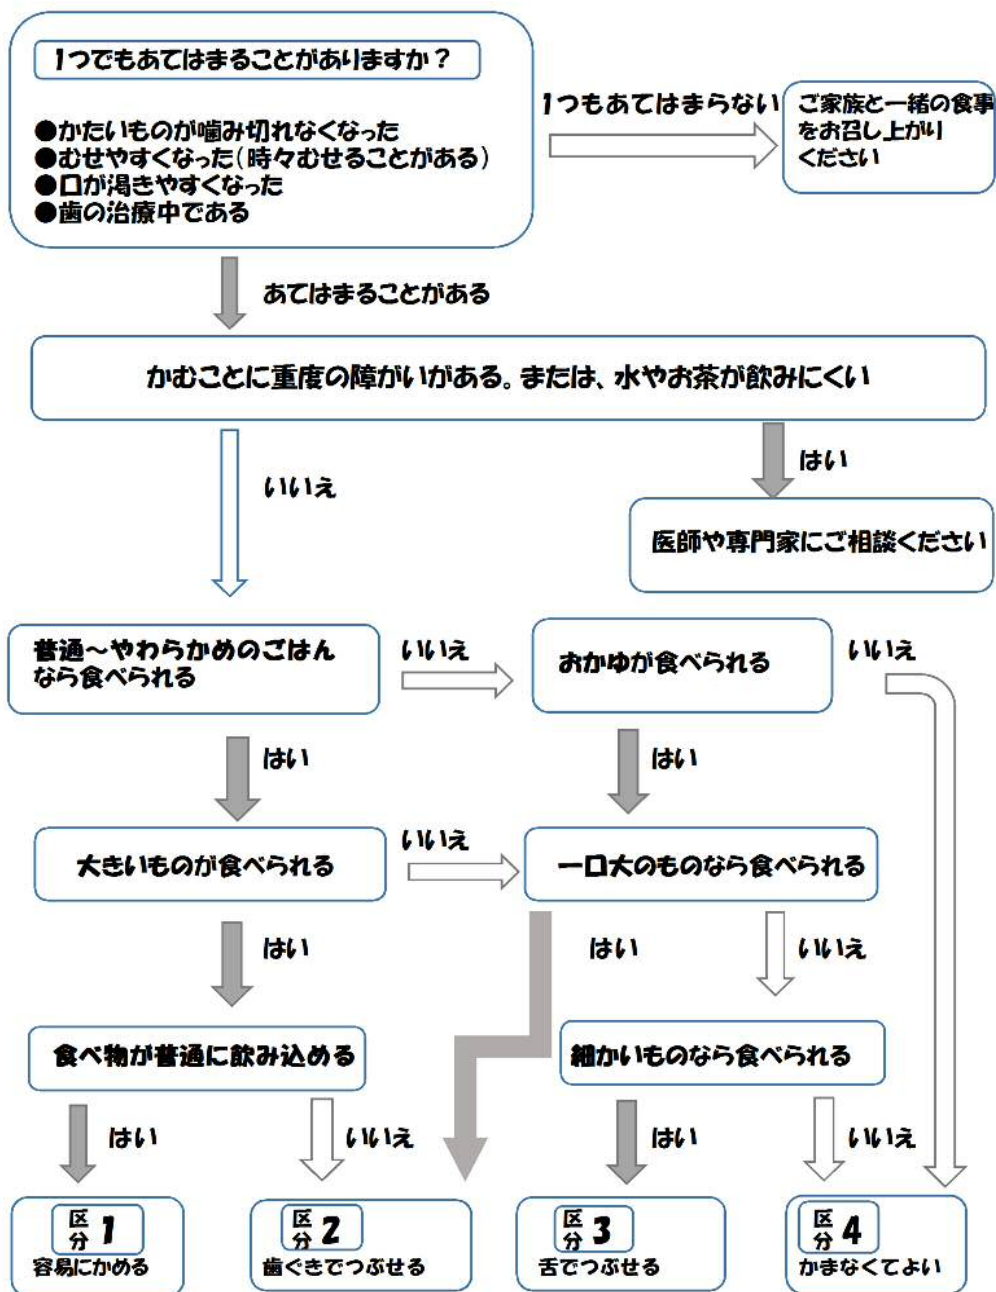 1つでもあてはまることがありますか？
●かたいものが噛み切れなくなった
●むせやすくなった（時々むせることがある）
●口が渇きやすくなった
●歯の治療中である
1つもあてはまらない
ご家族と一緒の食事
をお召し上がり
ください
あてはまることがある
かむことに重度の障がいがある。または、水やお茶が飲みにくい
いいえ
はい
医師や専門家にご相談ください
普通～やわらかめのごはん
なら食べられる
いいえ
おかゆが食べられる
いいえ
はい
はい
大きいものが食べられる
いいえ
一口大のものなら食べられる
はい
はい
いいえ
食べ物が普通に飲み込める
細かいものなら食べられる
はい
いいえ
はい
いいえ
区分 1
容易にかめる
区分 2
歯ぐきでつぶせる
区分 3
舌でつぶせる
区分 4
かまなくてよい